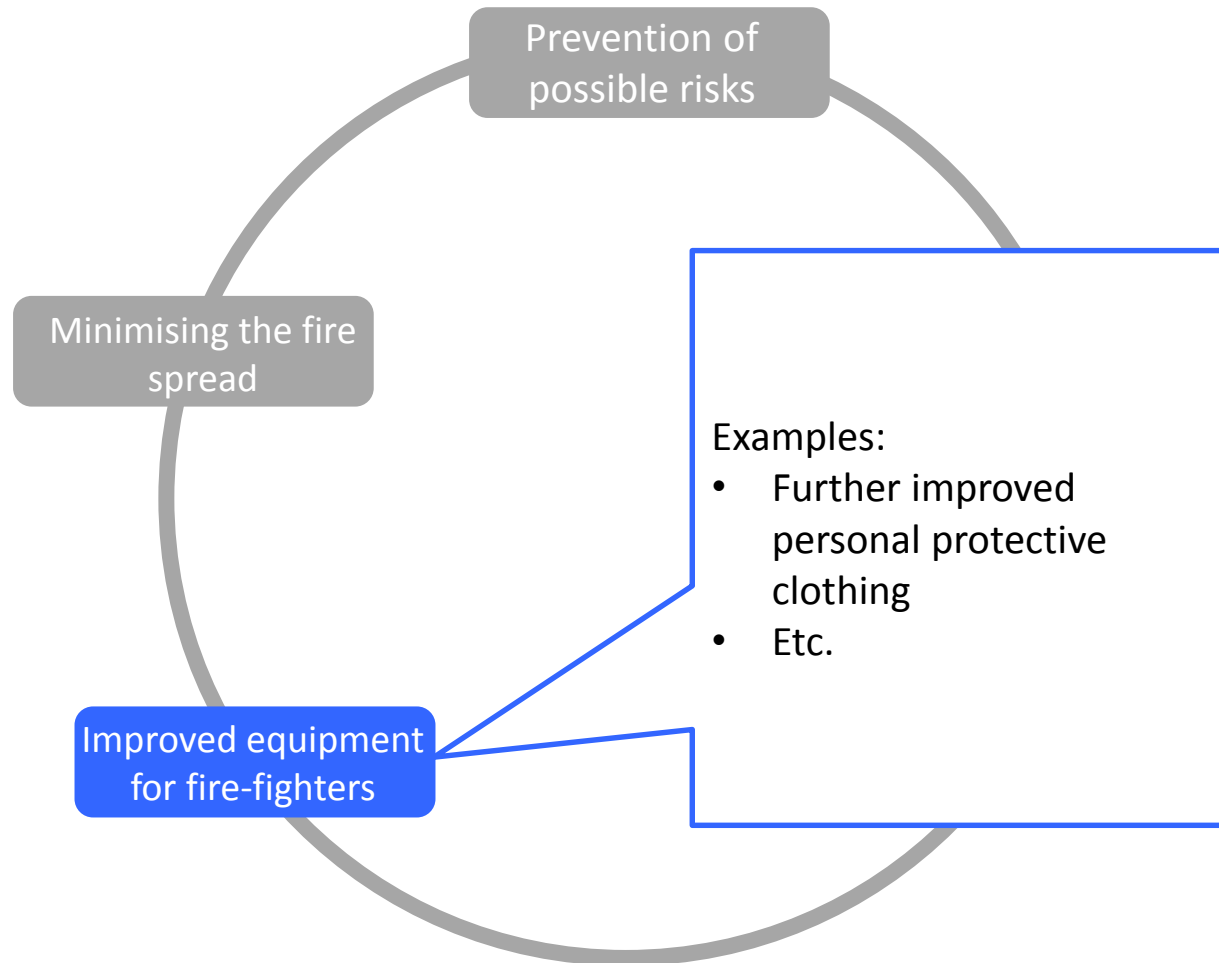 Prevention of
possible risks
Minimising the fire
spread
Examples:
• Further improved
personal protective
clothing
• Etc.
Improved equipment
for fire-fighters